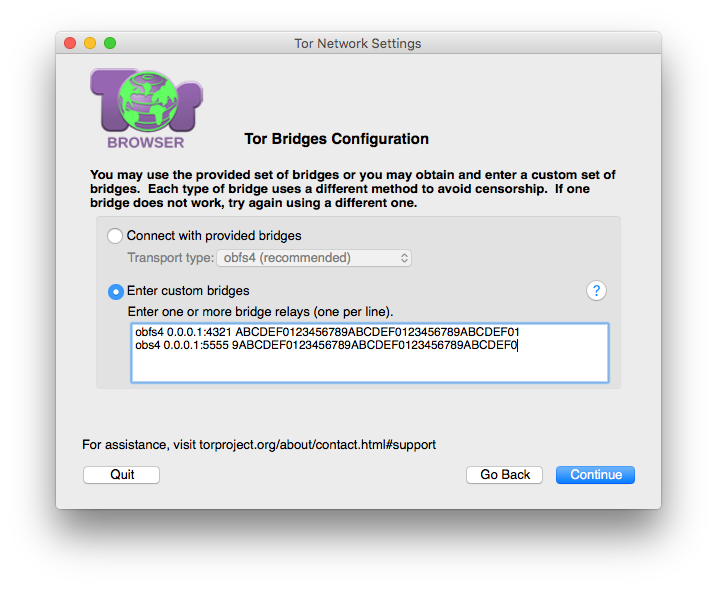 Tor Network Settings
Tor
BROWSER
Tor Bridges Configuration
You may use the provided set of bridges or you may obtain and enter a custom set of
bridges.  Each type of bridge uses a different method to avoid censorship.  If one
bridge does not work, try again using a different one.
Connect with provided bridges
Transport type: obfs4 (recommended)
Enter custom bridges
?
Enter one or more bridge relays (one per line).
obfs4 0.0.0.1:4321 ABCDEF0123456789ABCDEF0123456789ABCDEF01
obs4 0.0.0.1:5555 9ABCDEF0123456789ABCDEF0123456789ABCDEF0
For assistance, visit torproject.org/about/contact.html#support
Quit
Go Back
Continue